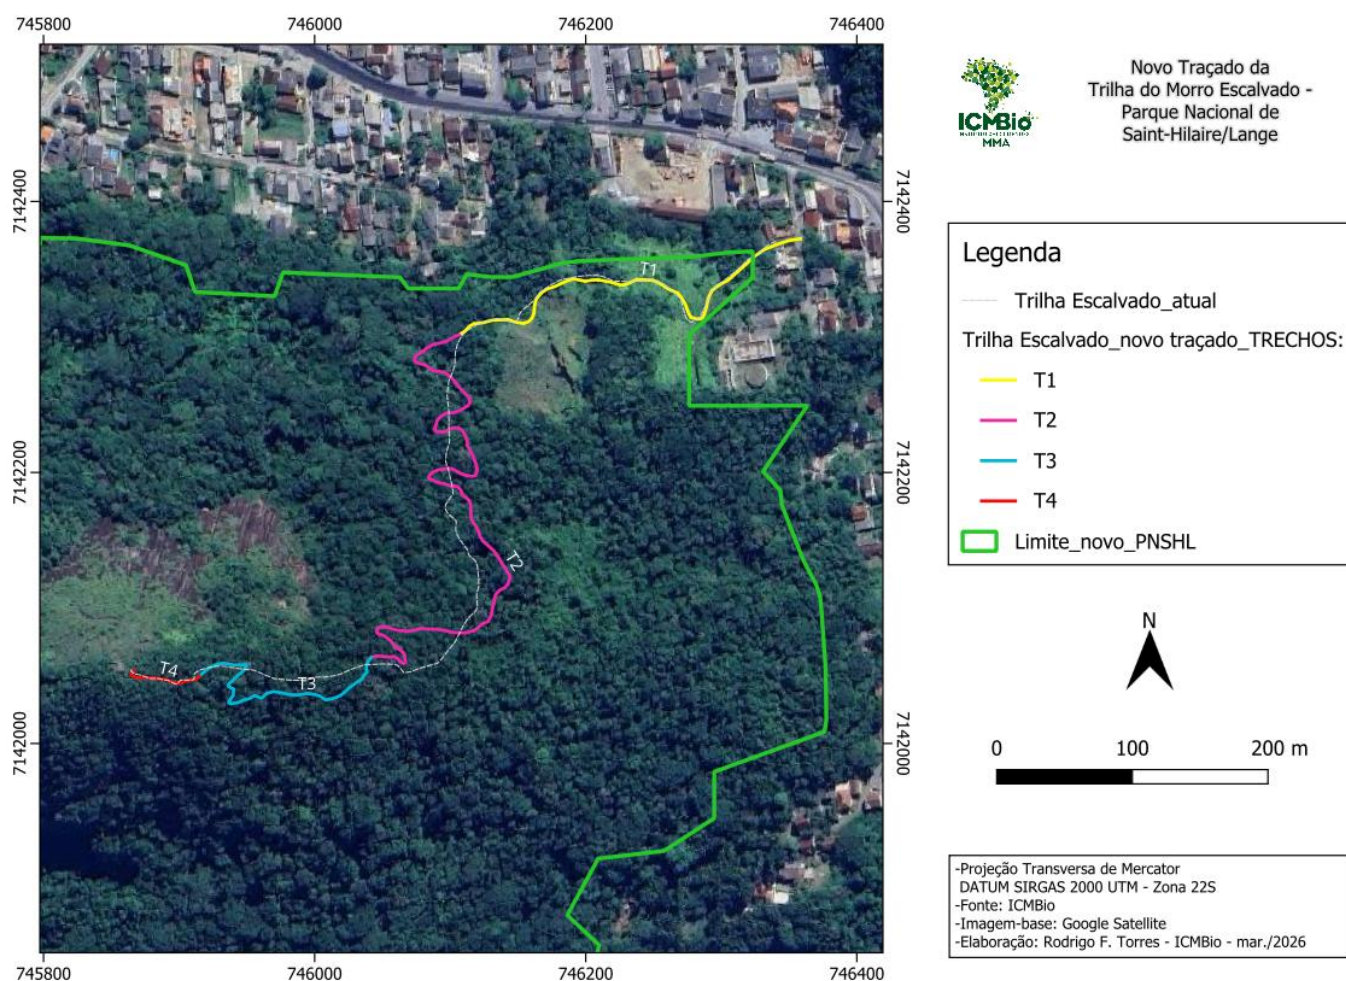 745800
746000
746200
746400
7142400
7142400
7142200
7142200
7142000
7142000
745800
746000
746200
746400
T1
T2
T3
T4
ICMBio
MMA
Novo Traçado da
Trilha do Morro Escalvado -
Parque Nacional de
Saint-Hilaire/Lange
Legenda
Trilha Escalvado_atual
Trilha Escalvado_novo traçado_TRECHOS:
T1
T2
T3
T4
Limite_novo_PNSHL
N
0
100
200 m
-Projeção Transversa de Mercator
DATUM SIRGAS 2000 UTM - Zona 22S
-Fonte: ICMBio
-Imagem-base: Google Satellite
-Elaboração: Rodrigo F. Torres - ICMBio - mar./2026